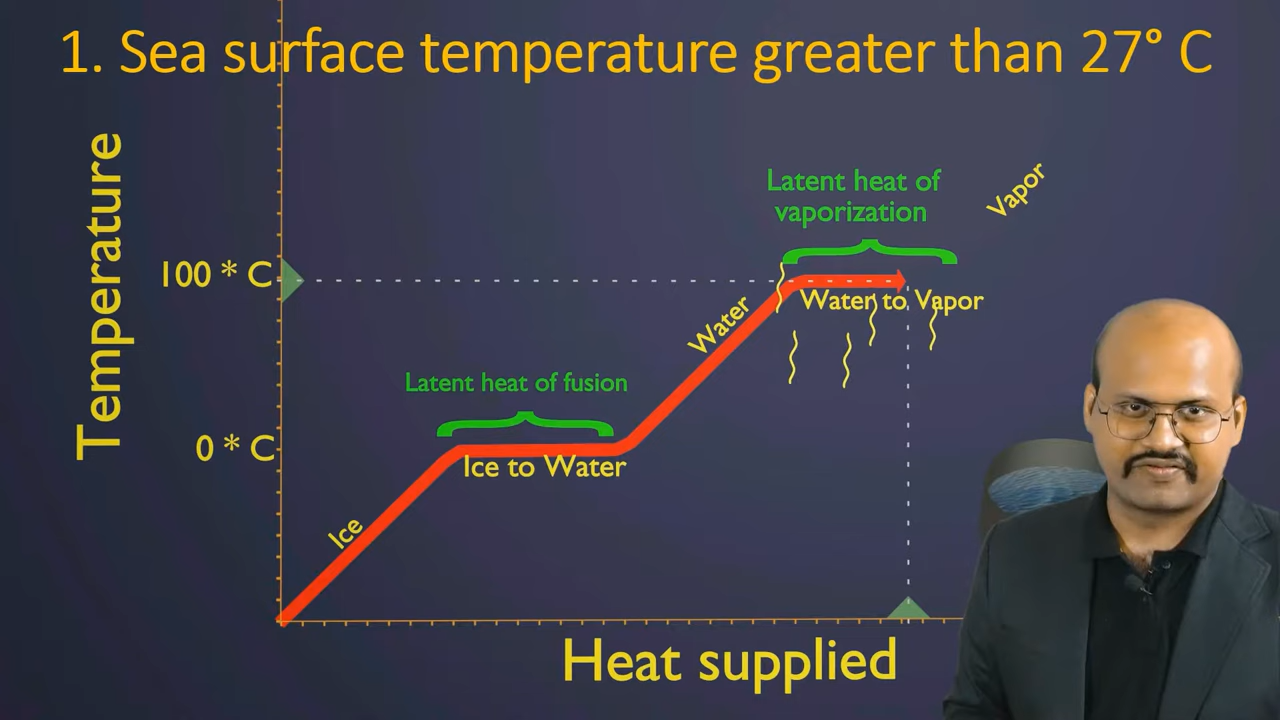 1. Sea surface temperature greater than 27° C
Temperature
Latent heat of
vaporization
Vapor
100 * C
Water to Vapor
Water
Latent heat of fusion
0 * C
Ice to Water
Ice
Heat supplied